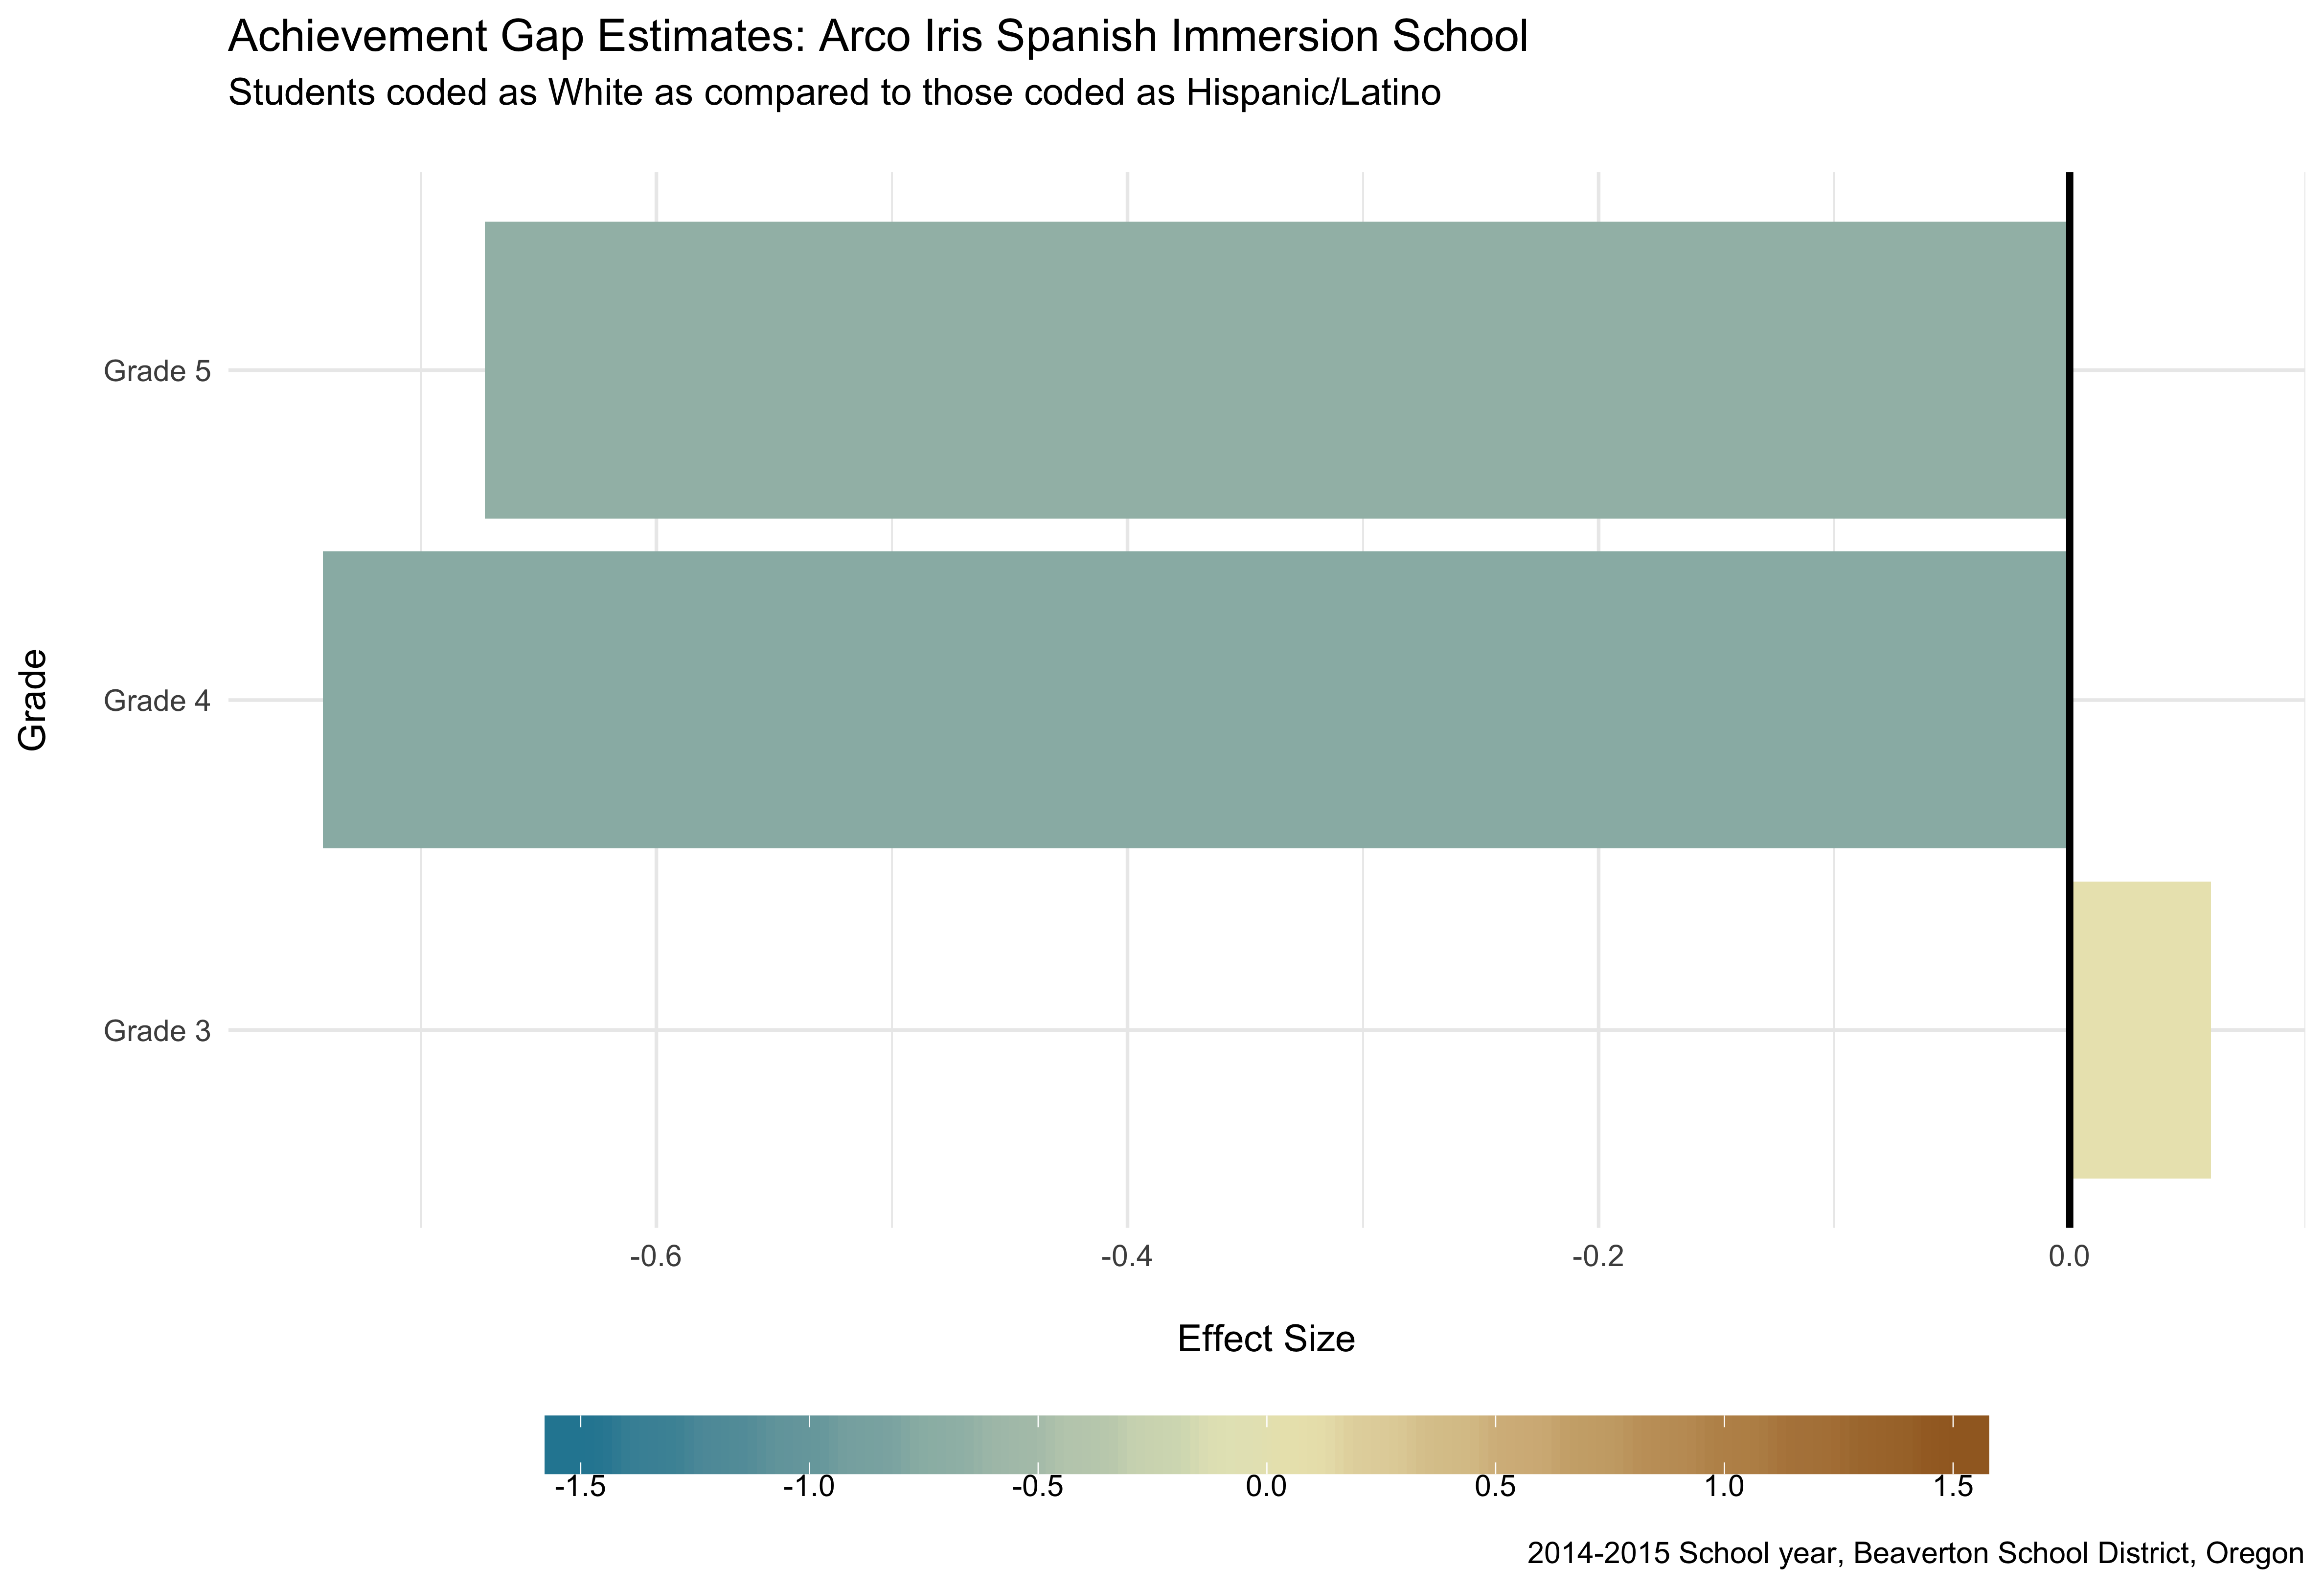 Achievement Gap Estimates: Arco Iris Spanish Immersion School
Students coded as White as compared to those coded as Hispanic/Latino
Grade
Grade 5
Grade 4
Grade 3
-0.6 -0.4 -0.2 0.0
Effect Size
-1.5 -1.0 -0.5 0.0 0.5 1.0 1.5
2014-2015 School year, Beaverton School District, Oregon